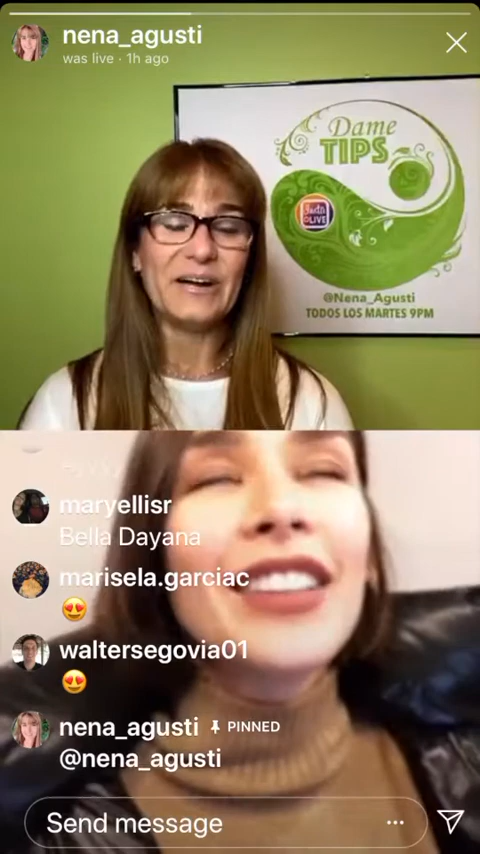 nena_agusti
was live · 1h ago
Dame
TIPS
Insta
LIVE
@Nena_Agusti
TODOS LOS MARTES 9PM
maryellisr
Bella Dayana
marisela.garciac
😍
waltersegovia01
😍
nena_agusti PINNED
@nena_agusti
Send message